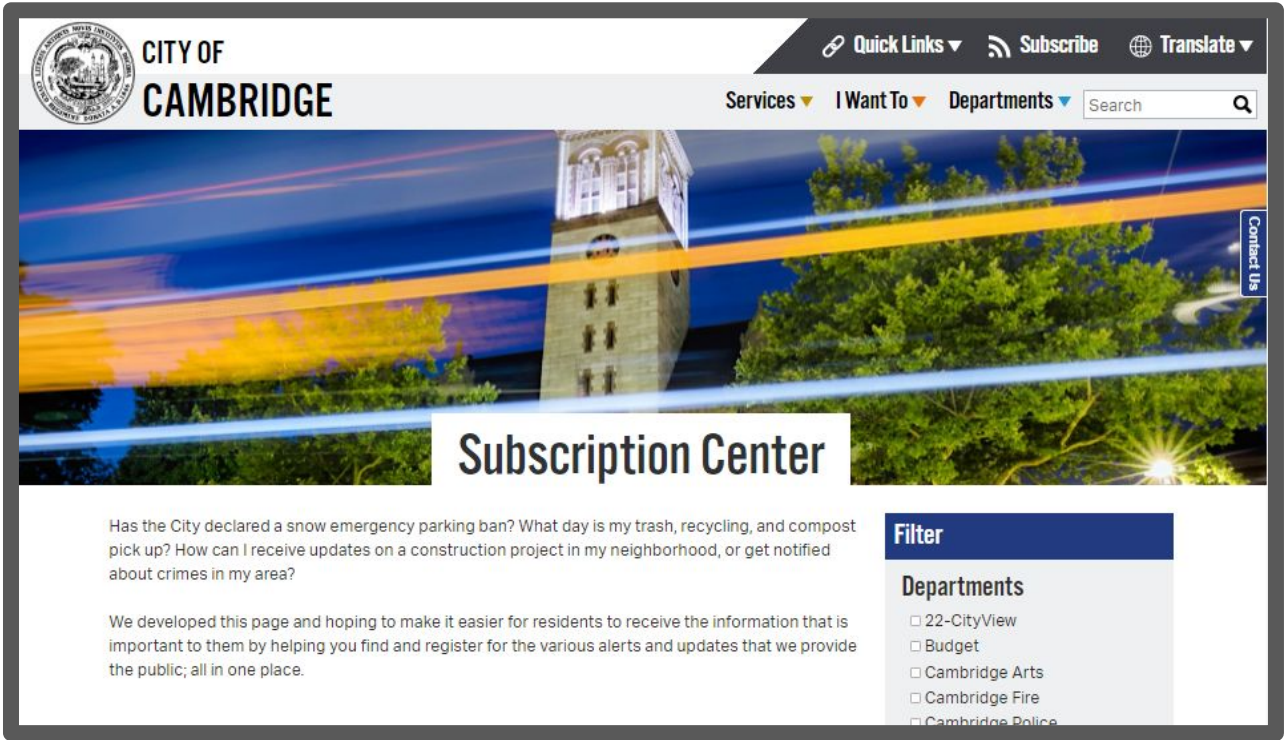 CITY OF
CAMBRIDGE
Quick Links
Subscribe
Translate
Services
I Want To
Departments
Search
Contact Us
Subscription Center
Has the City declared a snow emergency parking ban? What day is my trash, recycling, and compost
pick up? How can I receive updates on a construction project in my neighborhood, or get notified
about crimes in my area?
We developed this page and hoping to make it easier for residents to receive the information that is
important to them by helping you find and register for the various alerts and updates that we provide
the public; all in one place.
Filter
Departments
22-CityView
Budget
Cambridge Arts
Cambridge Fire
Cambridge Police